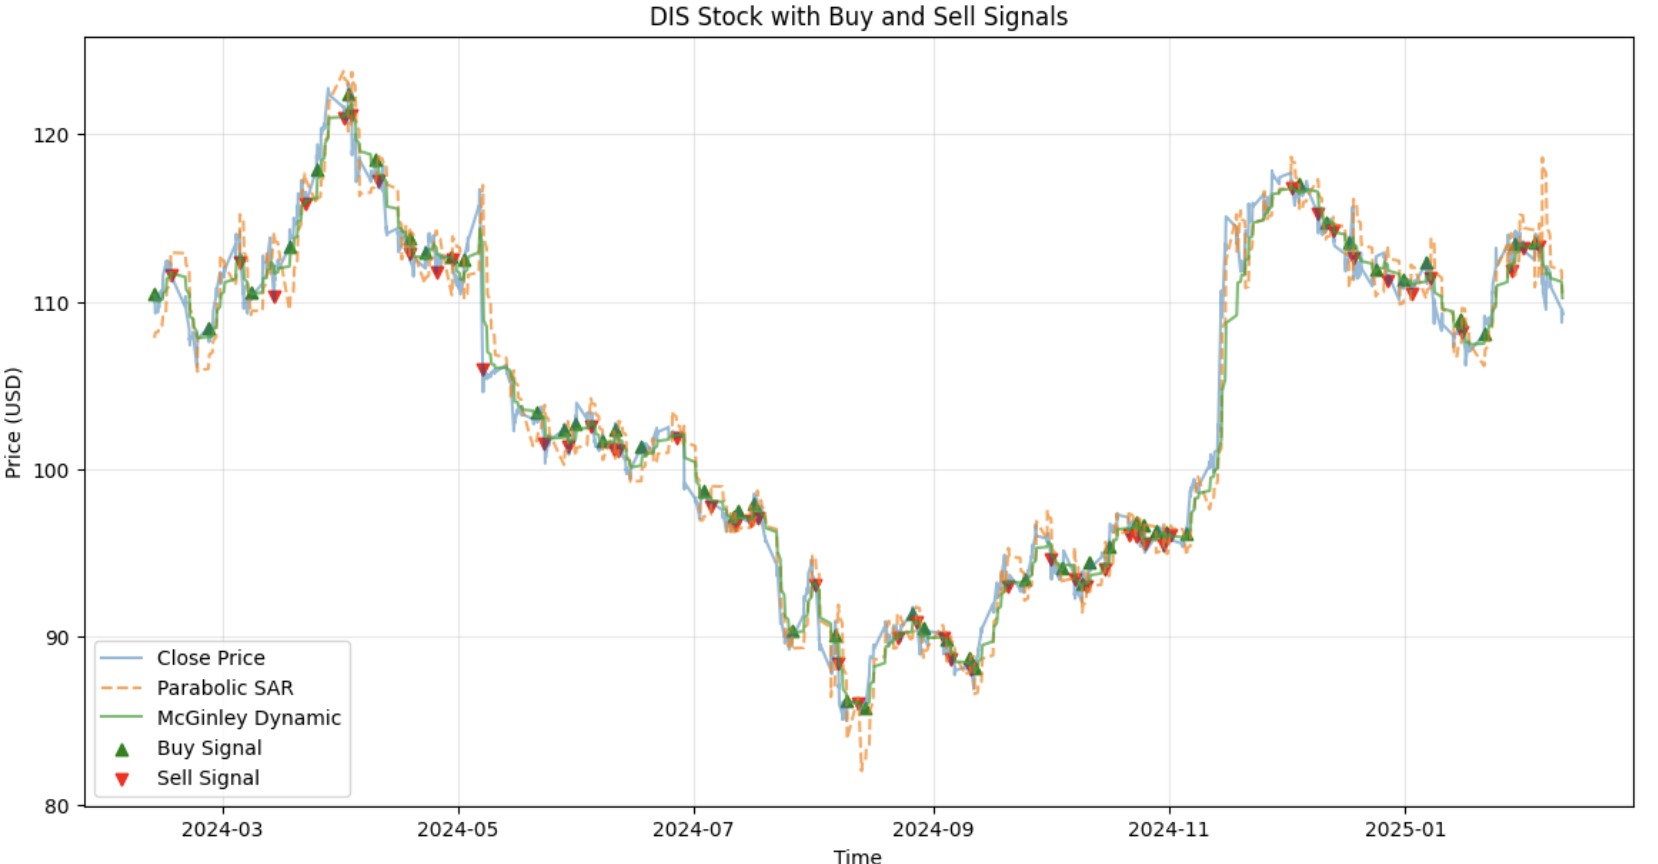 DIS Stock with Buy and Sell Signals
Price (USD)
120
110
100
90
80
Close Price
Parabolic SAR
McGinley Dynamic
Buy Signal
Sell Signal
2024-03
2024-05
2024-07
2024-09
2024-11
2025-01
Time